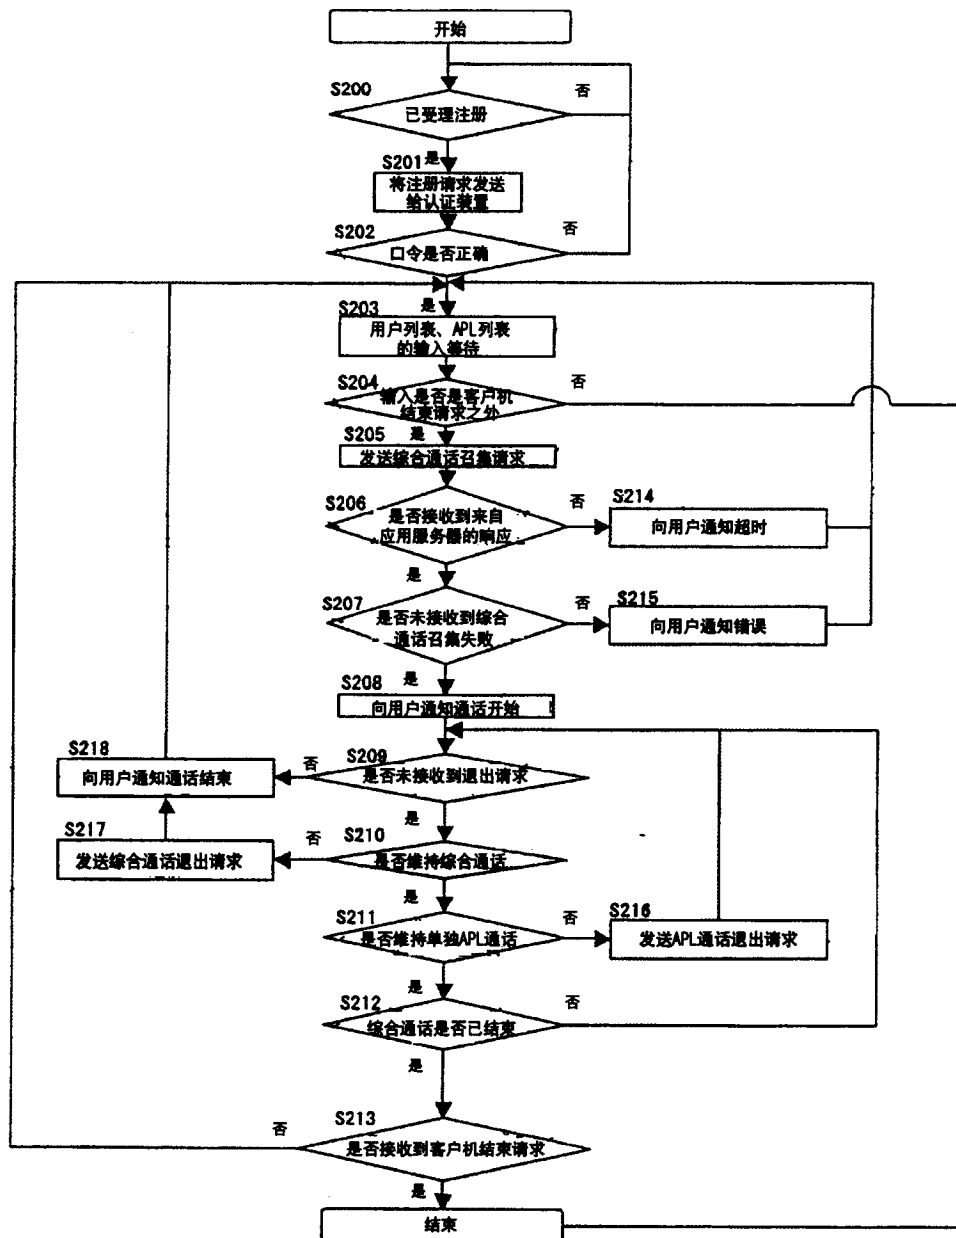 开始
S200
否
已受理注册
S201
是
将注册请求发送
给认证装置
S202
否
口令是否正确
S203
是
用户列表、APL列表
的输入等待
S204
否
输入是否是客户机
结束请求之外
S205
是
发送综合通话召集请求
S206
否
S214
是否接收到来自
应用服务器的响应
向用户通知超时
是
S207
否
S215
是否未接收到综合
通话召集失败
向用户通知错误
是
S208
向用户通知通话开始
S218
否
S209
向用户通知通话结束
是否未接收到退出请求
是
S217
否
S210
发送综合通话退出请求
是否维持综合通话
是
S211
否
S216
是否维持单独APL通话
发送APL通话退出请求
是
S212
否
综合通话是否已结束
是
S213
否
是否接收到客户机结束请求
是
结束